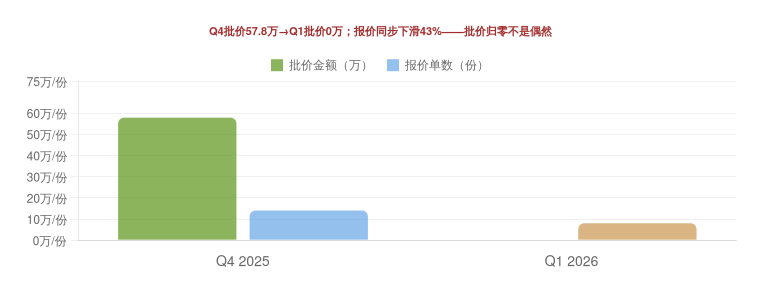 Q4批价57.8万→Q1批价0万；报价同步下滑43%——批价归零不是偶然
批价金额（万） 报价单数（份）
75万/份
60万/份
50万/份
40万/份
30万/份
20万/份
10万/份
0万/份
Q4 2025 Q1 2026